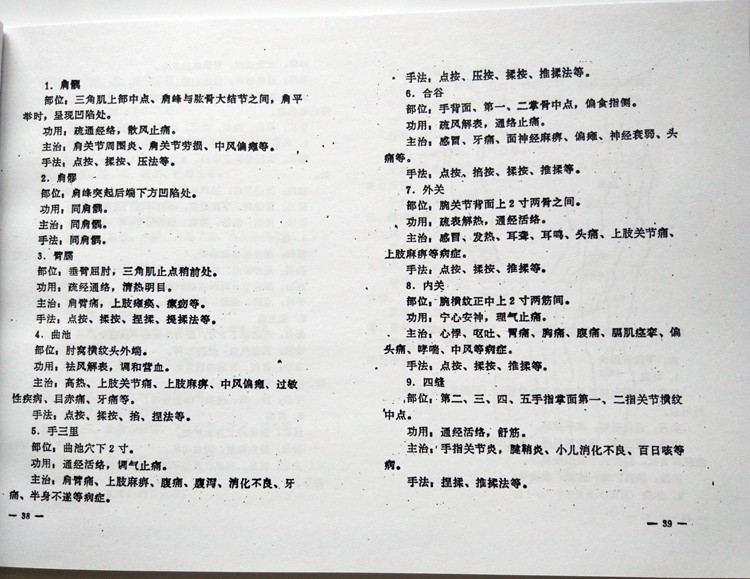 1. 肩髃
部位：三角肌上部中点、肩峰与肱骨大结节之间，肩平
举时，呈现凹陷处。
功用：疏通经络，散风止痛。
主治：肩关节周围炎、肩关节劳损、中风偏瘫等。
手法：点按、揉按、压法等。
2. 肩髎
部位：肩峰突起后端下方凹陷处。
功用：同肩髃。
主治：同肩髃。
手法：同肩髃。
3. 臂臑
部位：垂臂屈肘，三角肌止点稍前处。
功用：疏经通络，清热明目。
主治：肩臂痛，上肢瘫痪、瘰疬等。
手法：点按、揉按、捏揉、提揉法等。
4. 曲池
部位：肘窝横纹头外端。
功用：祛风解表，调和营血。
主治：高热、上肢关节痛、上肢麻痹、中风偏瘫、过敏
性疾病、目赤痛、牙痛等。
手法：点按、揉按、掐、捏法等。
5. 手三里
部位：曲池穴下2寸。
功用：通经活络，调气止痛。
主治：肩臂痛、上肢麻痹、腹痛、腹泻、消化不良、牙
痛、半身不遂等病症。
— 38 —
手法：点按、压按、揉按、推揉法等。
6. 合谷
部位：手背面、第一、二掌骨中点，偏食指侧。
功用：疏风解表，通络止痛。
主治：感冒、牙痛、面神经麻痹、偏瘫、神经衰弱、头
痛等。
手法：点按、掐按、揉按、推揉等。
7. 外关
部位：腕关节背面上2寸两骨之间。
功用：疏表解热，通经活络。
主治：感冒、发热、耳聋、耳鸣、头痛、上肢关节痛、
上肢麻痹等病症。
手法：点按、揉按、推揉等。
8. 内关
部位：腕横纹正中上2寸两筋间。
功用：宁心安神，理气止痛。
主治：心悸、呕吐、胃痛、胸痛、腹痛、膈肌痉挛、偏
头痛、哮喘、中风等病症。
手法：点按、揉按、推揉等。
9. 四缝
部位：第二、三、四、五手指掌面第一、二指关节横纹
中点。
功用：通经活络，舒筋。
主治：手指关节炎，腱鞘炎、小儿消化不良、百日咳等
病。
手法：捏揉、推揉法等。
— 39 —